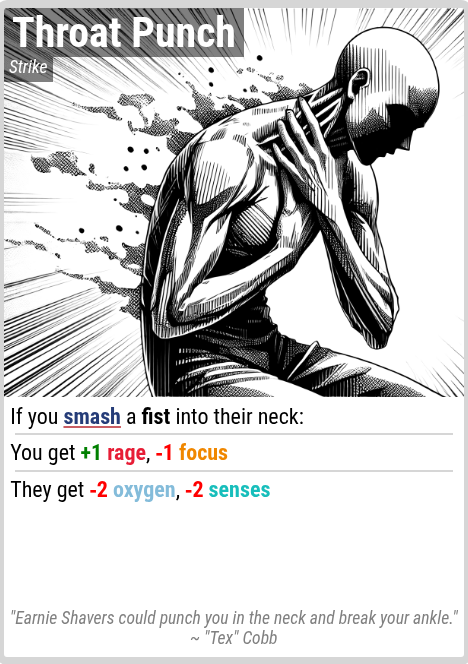 Throat Punch
Strike
If you smash a fist into their neck:
You get +1 rage, -1 focus
They get -2 oxygen, -2 senses
"Earnie Shavers could punch you in the neck and break your ankle."
~ "Tex" Cobb